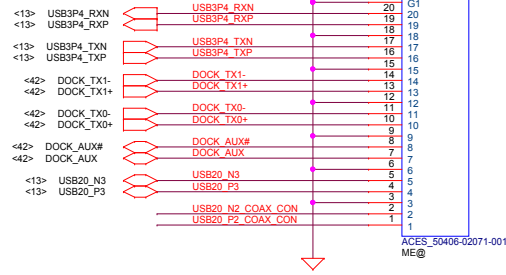 G1
<13> USB3P4_RXN USB3P4_RXN 20 20
<13> USB3P4_RXP USB3P4_RXP 19 19
18 18
<13> USB3P4_TXN USB3P4_TXN 17 17
<13> USB3P4_TXP USB3P4_TXP 16 16
15 15
<42> DOCK_TX1- DOCK_TX1- 14 14
<42> DOCK_TX1+ DOCK_TX1+ 13 13
12 12
<42> DOCK_TX0- DOCK_TX0- 11 11
<42> DOCK_TX0+ DOCK_TX0+ 10 10
9 9
<42> DOCK_AUX# DOCK_AUX# 8 8
<42> DOCK_AUX DOCK_AUX 7 7
6 6
<13> USB20_N3 USB20_N3 5 5
<13> USB20_P3 USB20_P3 4 4
3 3
USB20_N2_COAX_CON 2 2
USB20_P2_COAX_CON 1 1
ACES_50406-02071-001
ME@